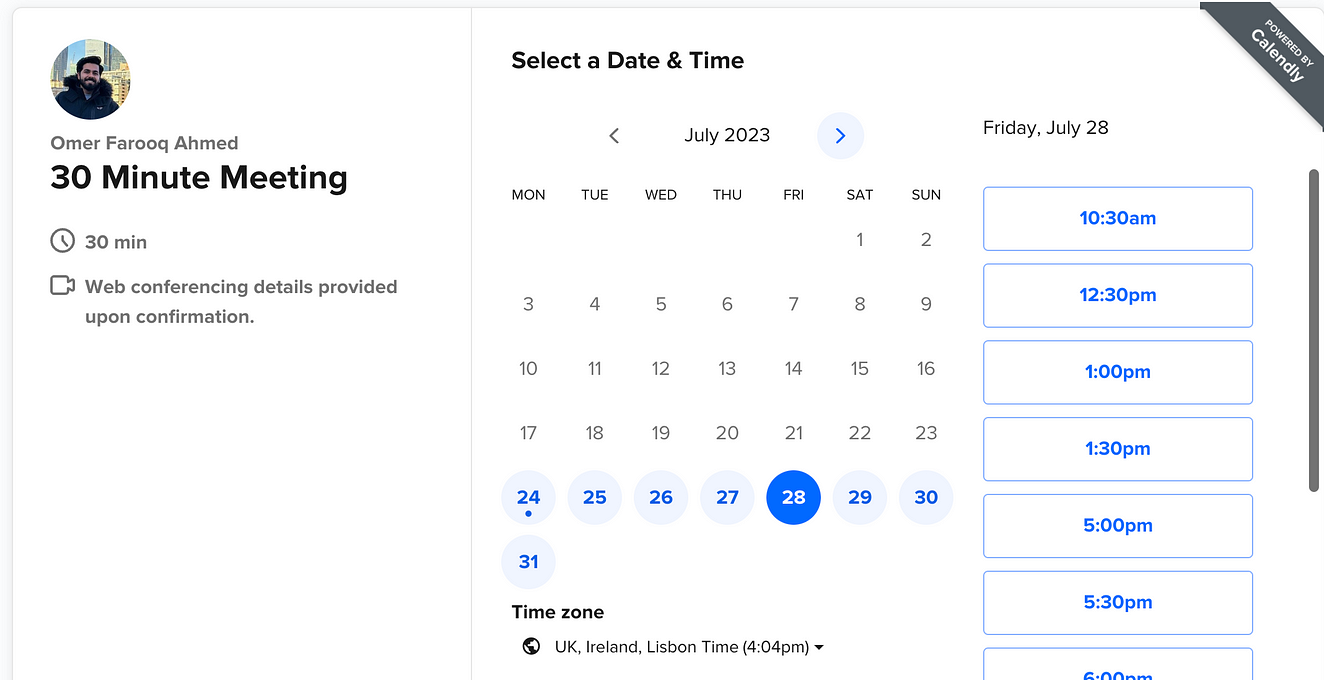 Omer Farooq Ahmed
30 Minute Meeting
30 min
Web conferencing details provided
upon confirmation.
Select a Date & Time
July 2023
MON TUE WED THU FRI SAT SUN
1 2
3 4 5 6 7 8 9
10 11 12 13 14 15 16
17 18 19 20 21 22 23
24 25 26 27 28 29 30
31
Time zone
UK, Ireland, Lisbon Time (4:04pm)
Friday, July 28
10:30am
12:30pm
1:00pm
1:30pm
5:00pm
5:30pm
6:00pm
POWERED BY
Calendly